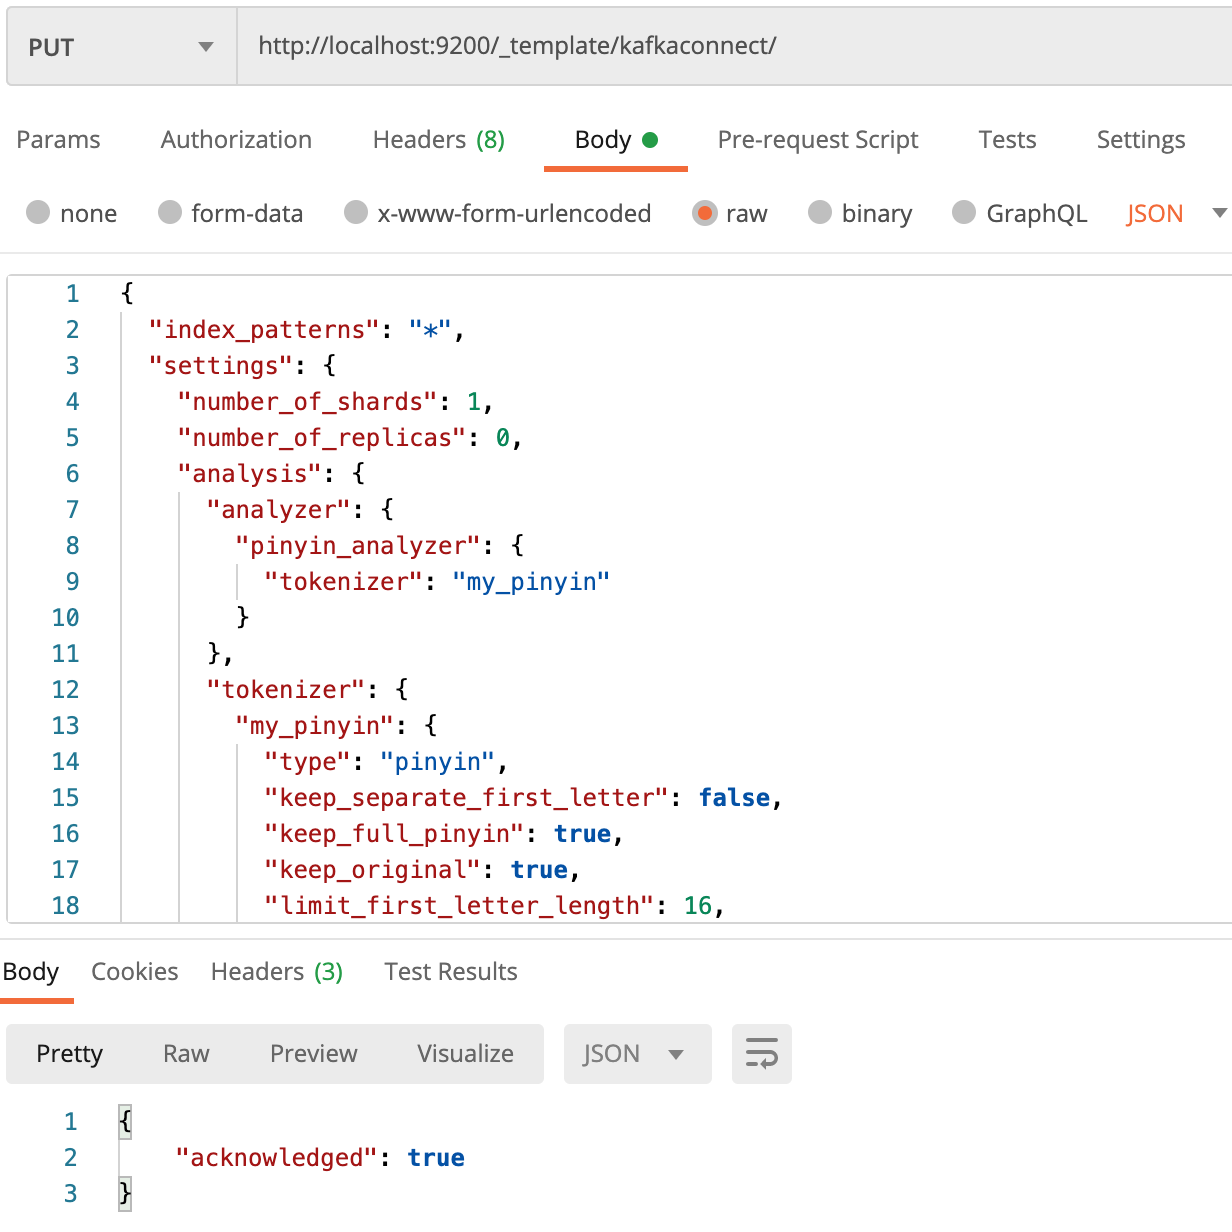 PUT http://localhost:9200/_template/kafkaconnect/
Params Authorization Headers (8) Body Pre-request Script Tests Settings
none form-data x-www-form-urlencoded raw binary GraphQL JSON
1 {
2 "index_patterns": "*",
3 "settings": {
4 "number_of_shards": 1,
5 "number_of_replicas": 0,
6 "analysis": {
7 "analyzer": {
8 "pinyin_analyzer": {
9 "tokenizer": "my_pinyin"
10 }
11 },
12 "tokenizer": {
13 "my_pinyin": {
14 "type": "pinyin",
15 "keep_separate_first_letter": false,
16 "keep_full_pinyin": true,
17 "keep_original": true,
18 "limit_first_letter_length": 16,
Body Cookies Headers (3) Test Results
Pretty Raw Preview Visualize JSON
1 {
2 "acknowledged": true
3 }